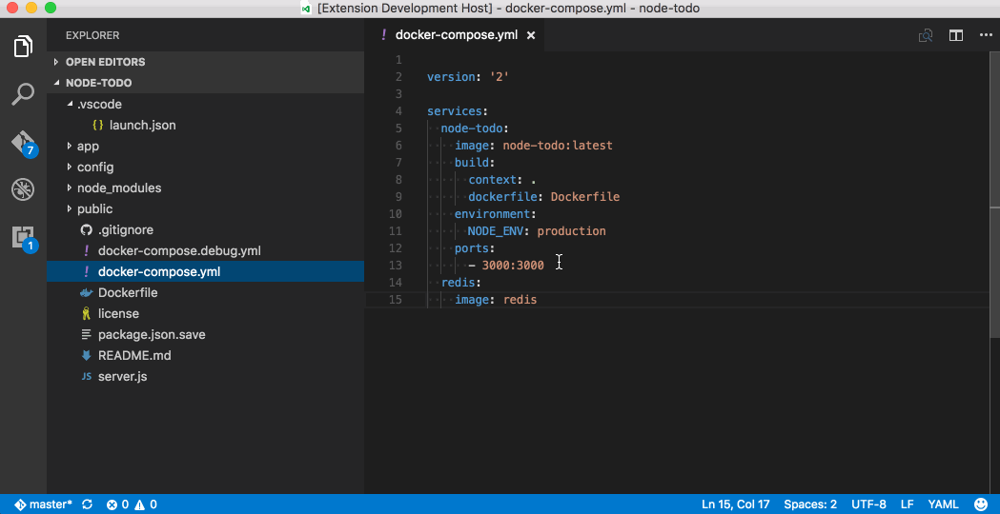 [Extension Development Host] - docker-compose.yml - node-todo
EXPLORER
OPEN EDITORS
NODE-TODO
.vscode
{} launch.json
app
config
node_modules
public
.gitignore
! docker-compose.debug.yml
! docker-compose.yml
Dockerfile
license
package.json.save
README.md
JS server.js
7
1
! docker-compose.yml ×
1
2 version: '2'
3
4 services:
5 node-todo:
6 image: node-todo:latest
7 build:
8 context: .
9 dockerfile: Dockerfile
10 environment:
11 NODE_ENV: production
12 ports:
13 - 3000:3000
14 redis:
15 image: redis
master* 0 0 Ln 15, Col 17 Spaces: 2 UTF-8 LF YAML